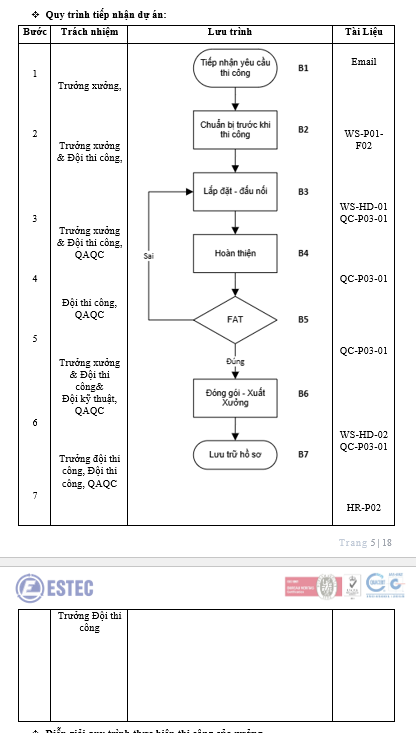 ❖ Quy trình tiếp nhận dự án:
Bước Trách nhiệm Lưu trình Tài Liệu
1
Trưởng xưởng,
Tiếp nhận yêu cầu
thi công
B1
Email
2
Trưởng xưởng
& Đội thi công,
Chuẩn bị trước khi
thi công
B2
WS-P01-
F02
3
Trưởng xưởng
& Đội thi công,
QAQC
Lắp đặt - đấu nối
B3
WS-HD-01
QC-P03-01
4
Đội thi công,
QAQC
Sai
Hoàn thiện
B4
QC-P03-01
5
Trưởng xưởng
& Đội thi
công&
Đội kỹ thuật,
QAQC
FAT
B5
Đúng
QC-P03-01
6
Trưởng đội thi
công, Đội thi
công, QAQC
Đóng gói - Xuất
Xưởng
B6
WS-HD-02
QC-P03-01
7
Lưu trữ hồ sơ
B7
HR-P02
Trang 5 | 18
ESTEC
Trưởng Đội thi
công
❖ Diễn giải quy trình thực hiện thi công của xưởng